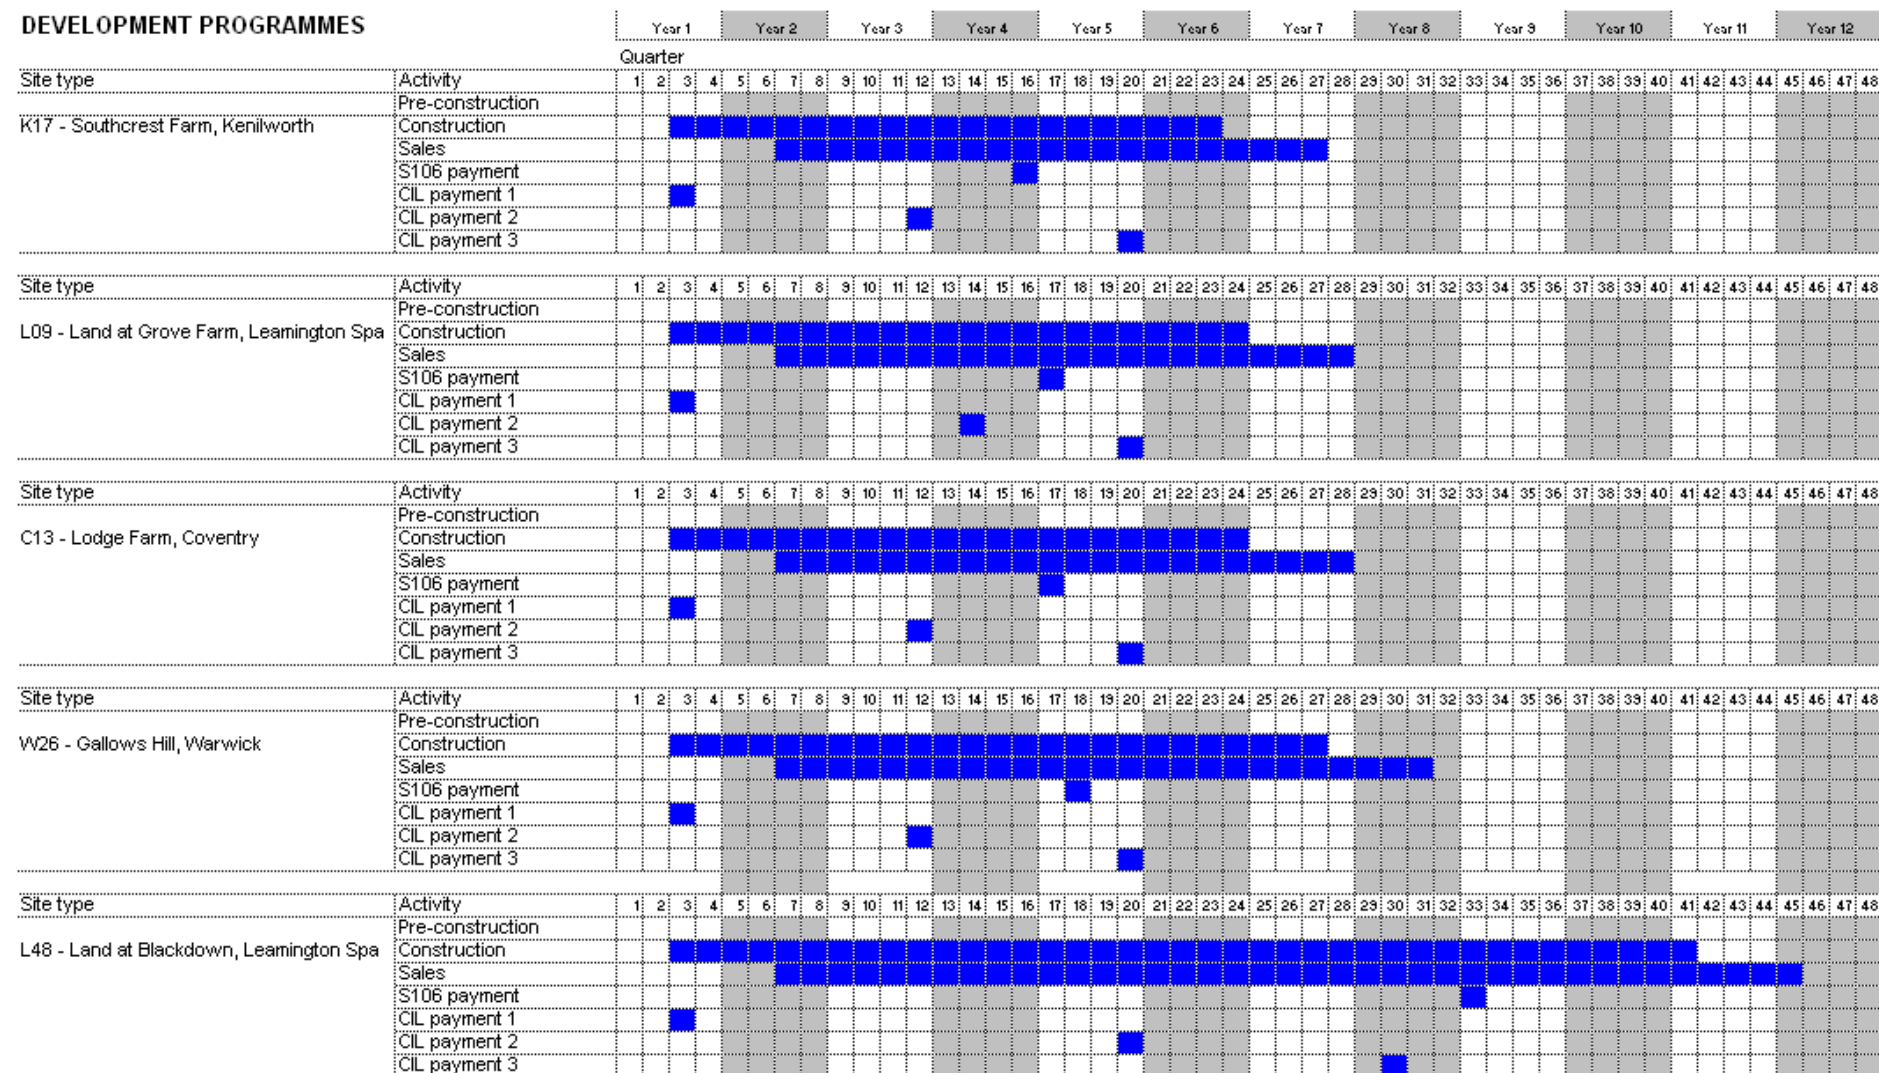 DEVELOPMENT PROGRAMMES Year 1 Year 2 Year 3 Year 4 Year 5 Year 6 Year 7 Year 8 Year 9 Year 10 Year 11 Year 12
Quarter
Site type Activity 1 2 3 4 5 6 7 8 9 10 11 12 13 14 15 16 17 18 19 20 21 22 23 24 25 26 27 28 29 30 31 32 33 34 35 36 37 38 39 40 41 42 43 44 45 46 47 48
Pre-construction
K17 - Southcrest Farm, Kenilworth Construction
Sales
S106 payment
CIL payment 1
CIL payment 2
CIL payment 3
Site type Activity 1 2 3 4 5 6 7 8 9 10 11 12 13 14 15 16 17 18 19 20 21 22 23 24 25 26 27 28 29 30 31 32 33 34 35 36 37 38 39 40 41 42 43 44 45 46 47 48
Pre-construction
L09 - Land at Grove Farm, Leamington Spa Construction
Sales
S106 payment
CIL payment 1
CIL payment 2
CIL payment 3
Site type Activity 1 2 3 4 5 6 7 8 9 10 11 12 13 14 15 16 17 18 19 20 21 22 23 24 25 26 27 28 29 30 31 32 33 34 35 36 37 38 39 40 41 42 43 44 45 46 47 48
Pre-construction
C13 - Lodge Farm, Coventry Construction
Sales
S106 payment
CIL payment 1
CIL payment 2
CIL payment 3
Site type Activity 1 2 3 4 5 6 7 8 9 10 11 12 13 14 15 16 17 18 19 20 21 22 23 24 25 26 27 28 29 30 31 32 33 34 35 36 37 38 39 40 41 42 43 44 45 46 47 48
Pre-construction
W26 - Gallows Hill, Warwick Construction
Sales
S106 payment
CIL payment 1
CIL payment 2
CIL payment 3
Site type Activity 1 2 3 4 5 6 7 8 9 10 11 12 13 14 15 16 17 18 19 20 21 22 23 24 25 26 27 28 29 30 31 32 33 34 35 36 37 38 39 40 41 42 43 44 45 46 47 48
Pre-construction
L48 - Land at Blackdown, Leamington Spa Construction
Sales
S106 payment
CIL payment 1
CIL payment 2
CIL payment 3